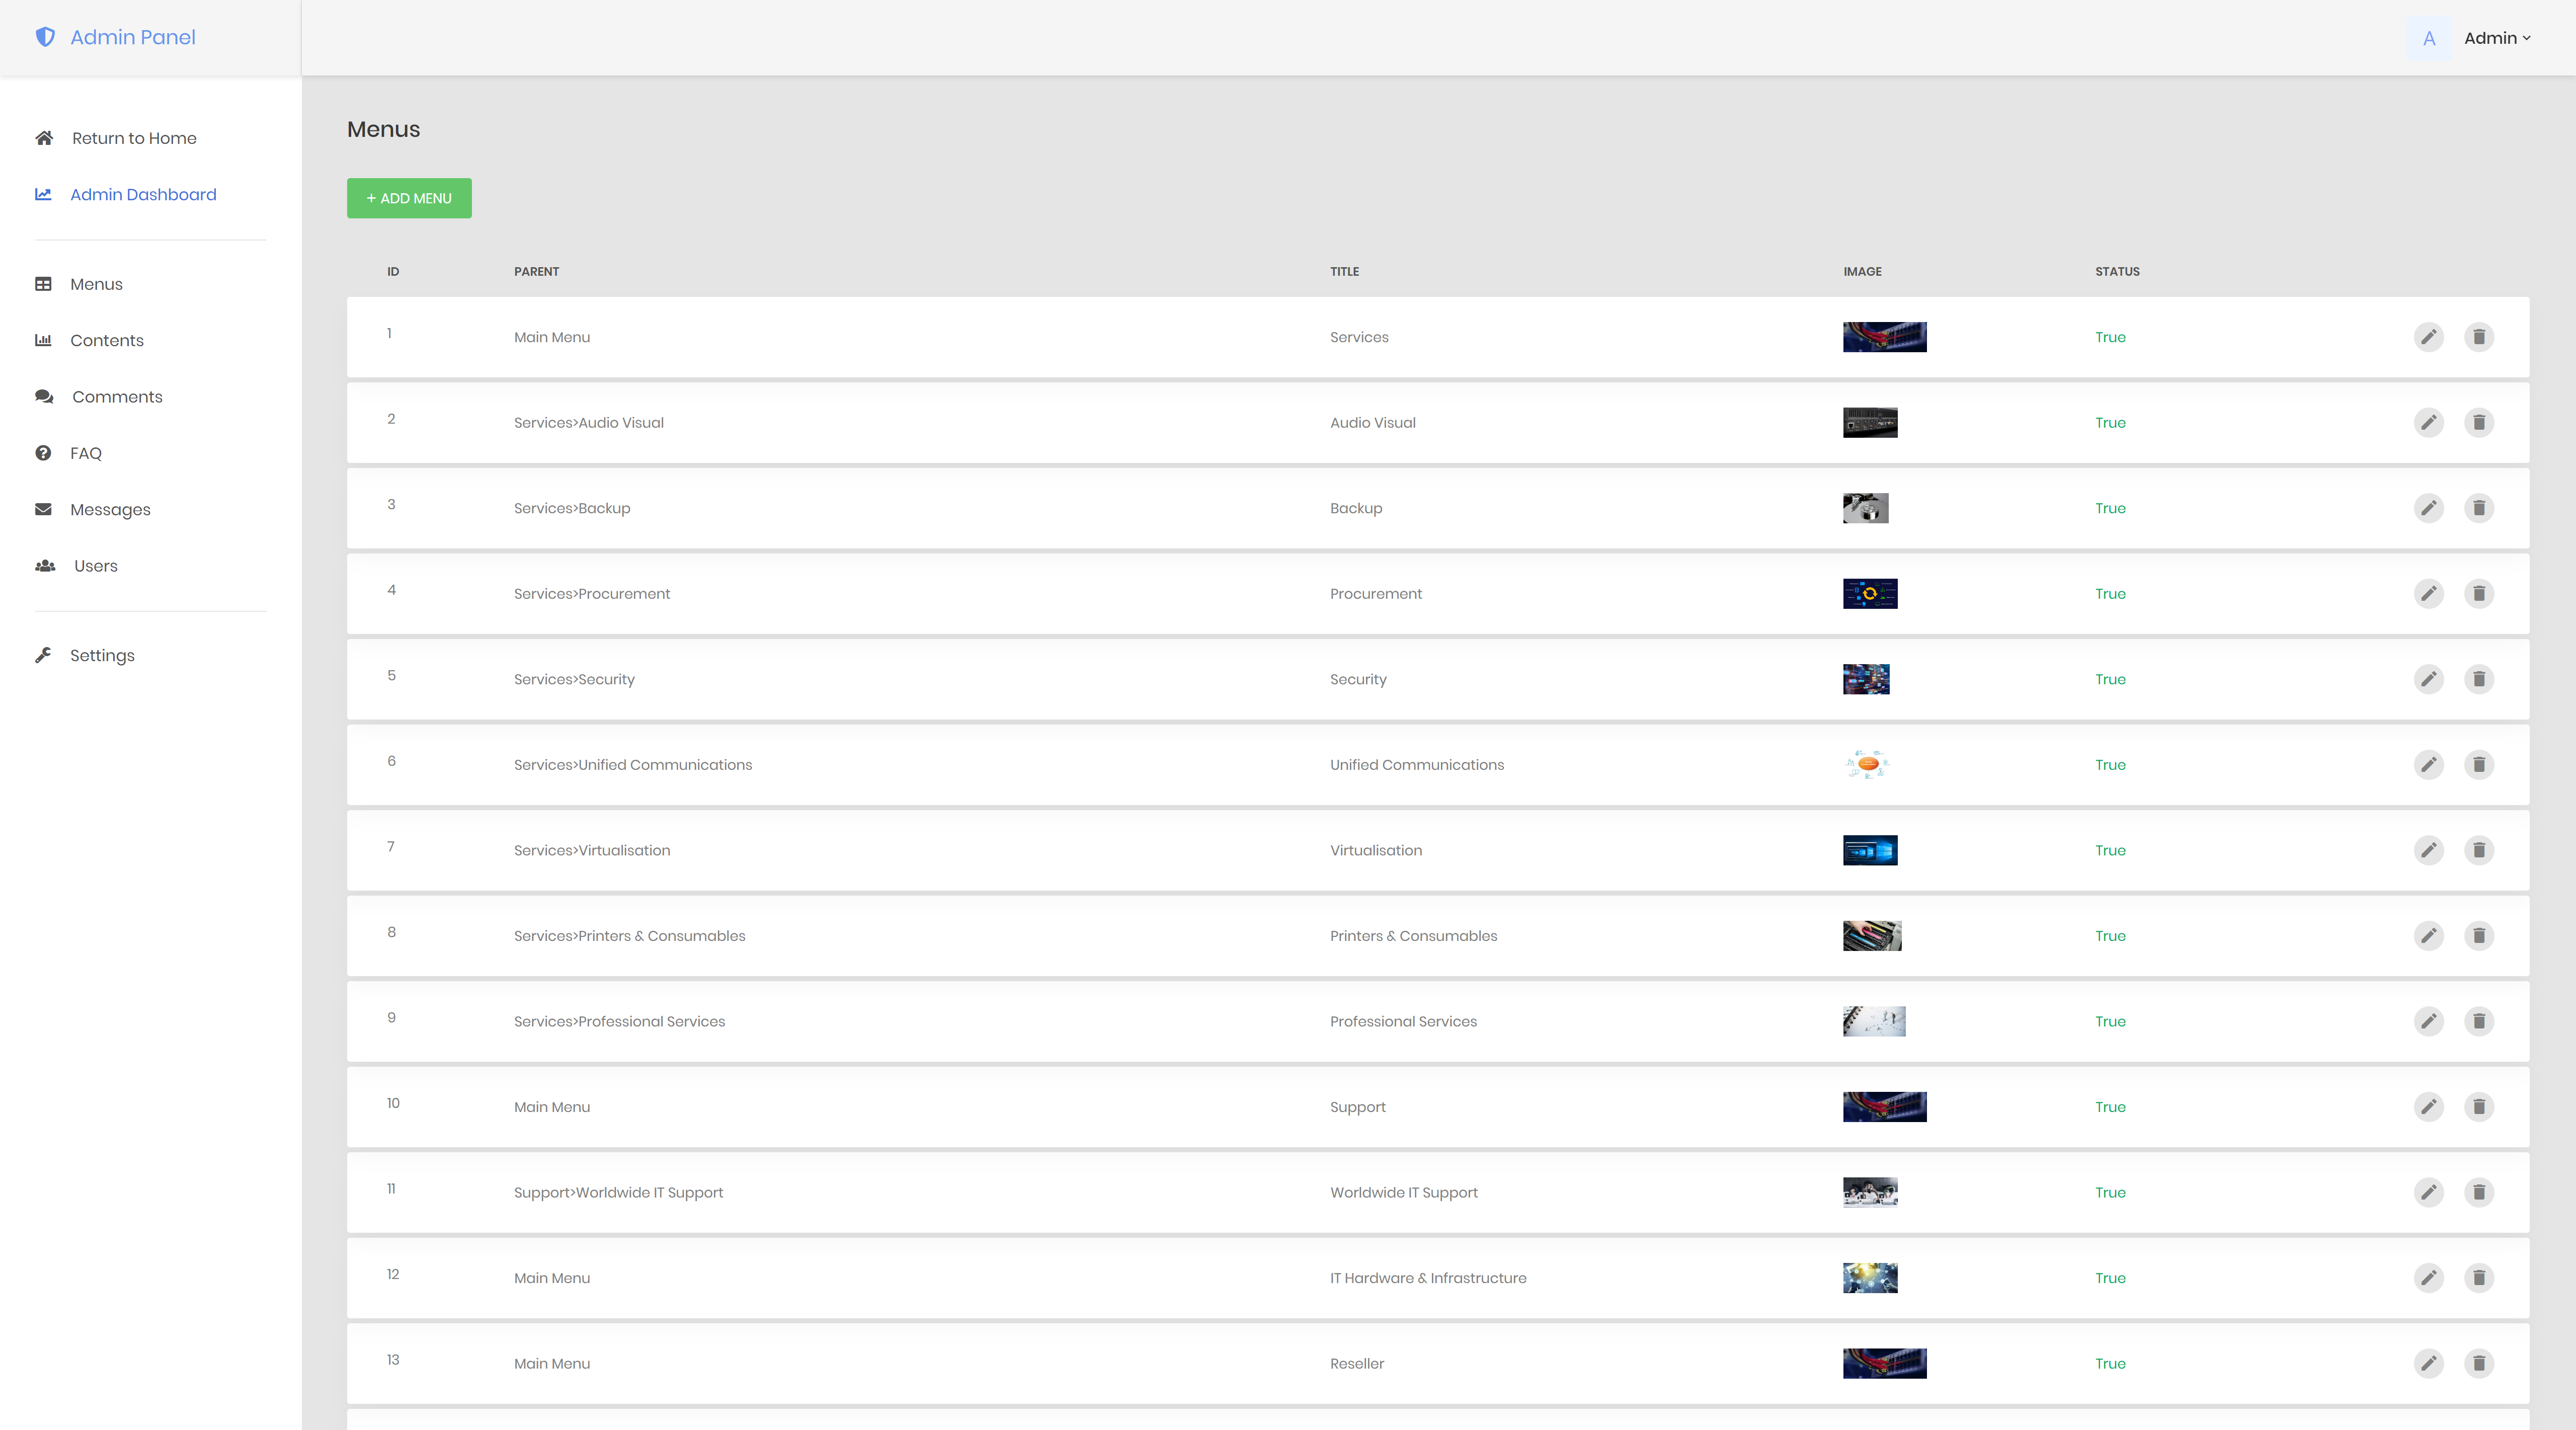 Admin Panel
A Admin
Return to Home
Admin Dashboard
Menus
Contents
Comments
FAQ
Messages
Users
Settings
Menus
+ ADD MENU
ID PARENT TITLE IMAGE STATUS
1 Main Menu Services True
2 Services>Audio Visual Audio Visual True
3 Services>Backup Backup True
4 Services>Procurement Procurement True
5 Services>Security Security True
6 Services>Unified Communications Unified Communications True
7 Services>Virtualisation Virtualisation True
8 Services>Printers & Consumables Printers & Consumables True
9 Services>Professional Services Professional Services True
10 Main Menu Support True
11 Support>Worldwide IT Support Worldwide IT Support True
12 Main Menu IT Hardware & Infrastructure True
13 Main Menu Reseller True